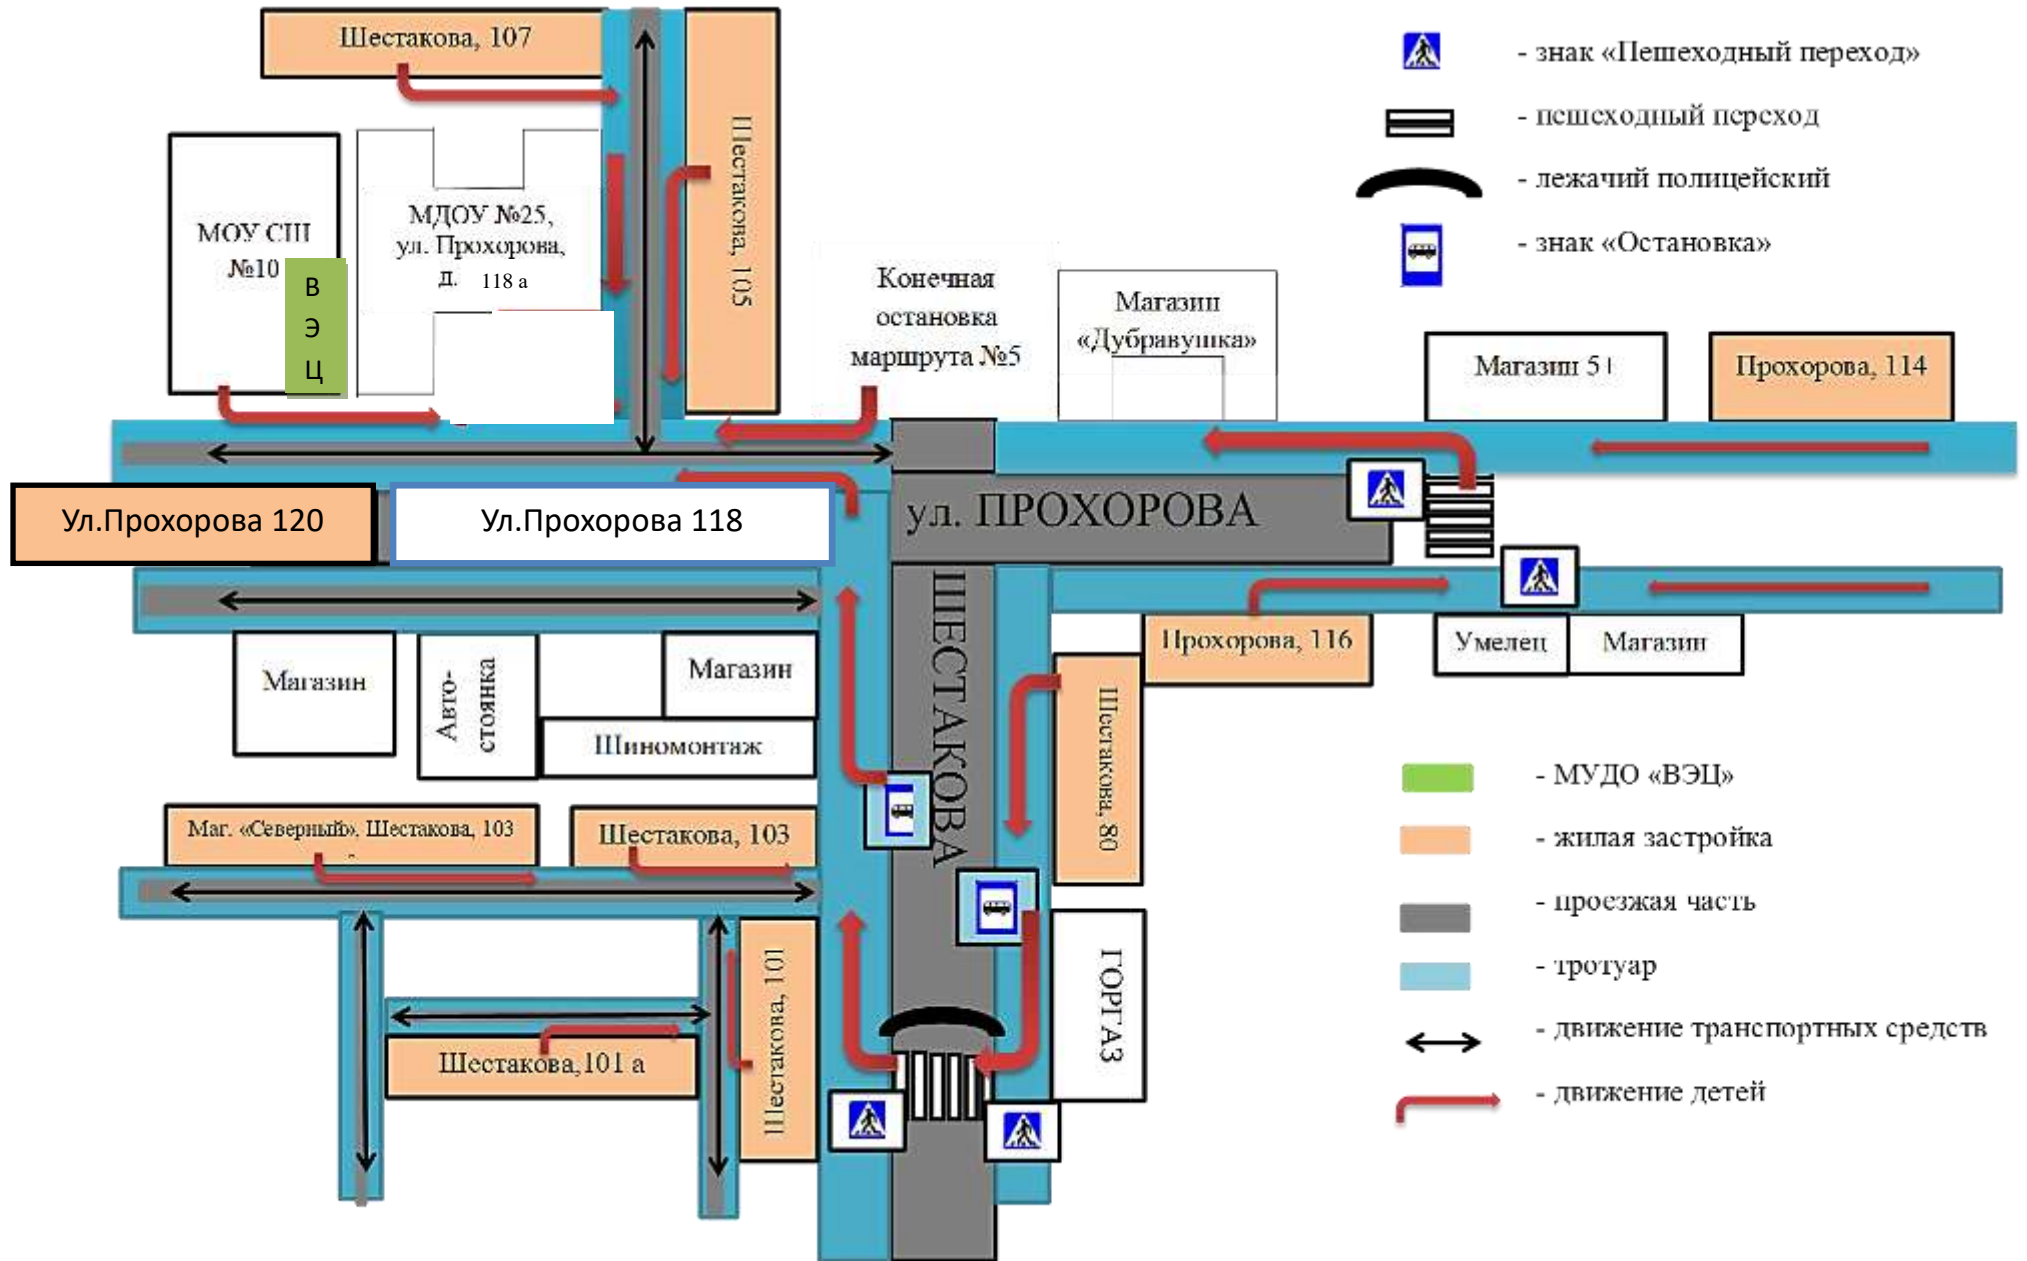 Шестакова, 107
- знак «Пешеходный переход»
- пешеходный переход
- лежачий полицейский
- знак «Остановка»
Шестакова, 105
МОУ СШ
№10
В
Э
Ц
МДОУ №25,
ул. Прохорова,
д. 118 а
Конечная
остановка
маршрута №5
Магазин
«Дубравушка»
Магазин 5+
Прохорова, 114
Ул.Прохорова 120
Ул.Прохорова 118
ул. ПРОХОРОВА
ШЕСТАКОВА
Прохорова, 116
Умелец
Магазин
Магазин
Авто-
стоянка
Магазин
Шиномонтаж
Шестакова, 80
Маг. «Северный», Шестакова, 103
Шестакова, 103
Шестакова, 101
Шестакова,101 а
ГОРГАЗ
- МУДО «ВЭЦ»
- жилая застройка
- проезжая часть
- тротуар
- движение транспортных средств
- движение детей